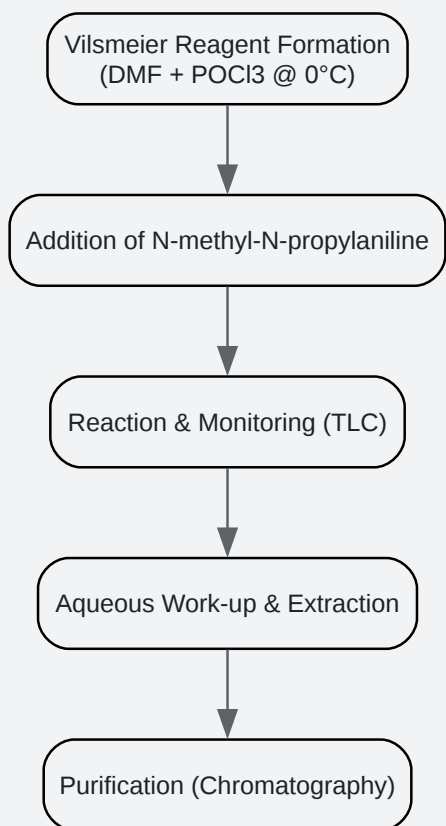 Vilsmeier Reagent Formation
(DMF + POCl3 @ 0°C)
Addition of N-methyl-N-propylaniline
Reaction & Monitoring (TLC)
Aqueous Work-up & Extraction
Purification (Chromatography)